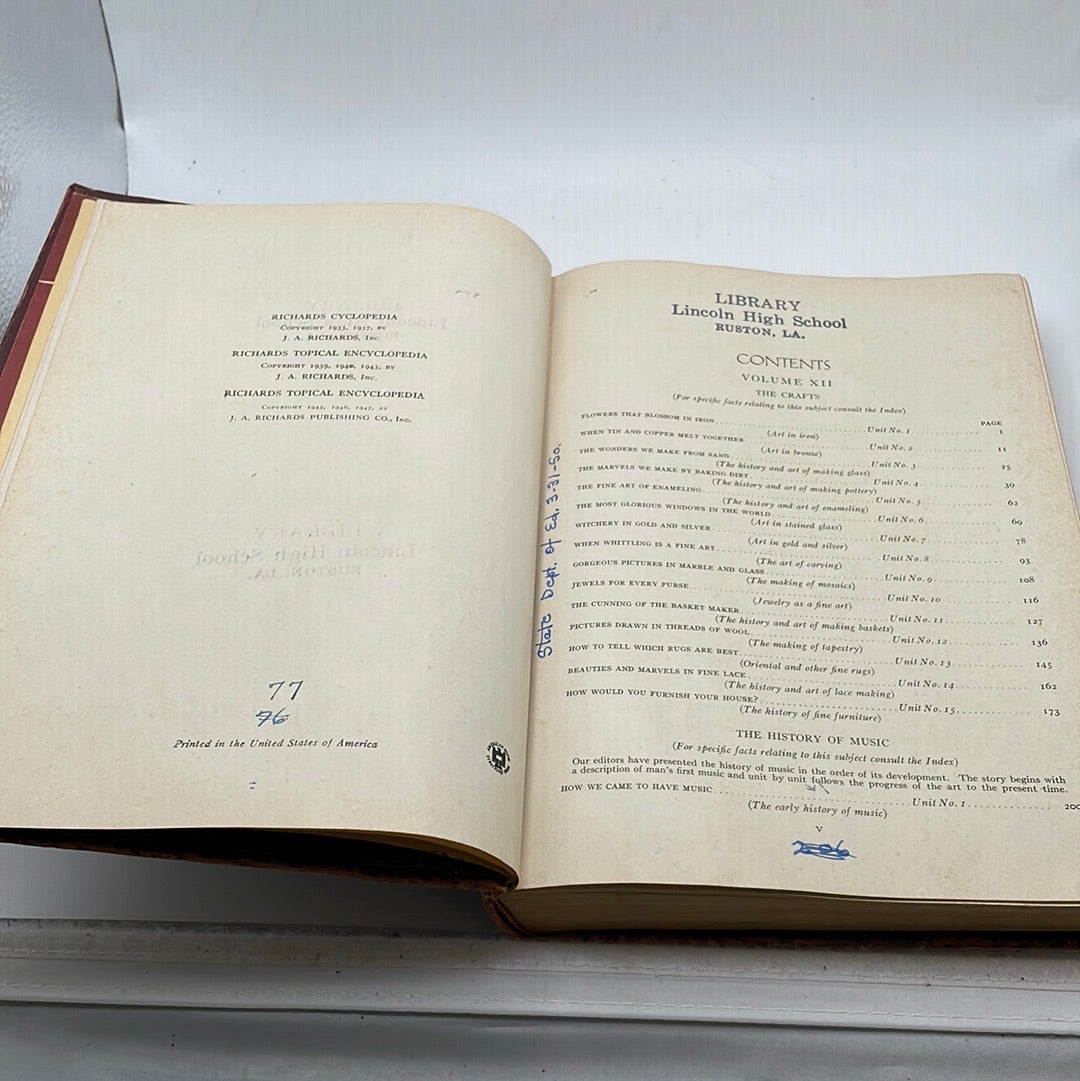 RICHARDS CYCLOPEDIA
COPYRIGHT 1933, 1937, BY
J. A. RICHARDS, INC.
RICHARDS TOPICAL ENCYCLOPEDIA
COPYRIGHT 1939, 1940, 1943, BY
J. A. RICHARDS, INC.
RICHARDS TOPICAL ENCYCLOPEDIA
COPYRIGHT 1945, 1946, 1947, BY
J. A. RICHARDS PUBLISHING CO., INC.
77
76
Printed in the United States of America
State Dept. of Ed. 3-31-50.
LIBRARY
Lincoln High School
RUSTON, LA.
CONTENTS
VOLUME XII
THE CRAFTS
(For specific facts relating to this subject consult the Index)
PAGE
FLOWERS THAT BLOSSOM IN IRON Unit No. 1 1
(Art in iron)
WHEN TIN AND COPPER MELT TOGETHER Unit No. 2 11
(Art in bronze)
THE WONDERS WE MAKE FROM SAND Unit No. 3 25
(The history and art of making glass)
THE MARVELS WE MAKE BY BAKING DIRT Unit No. 4 39
(The history and art of making pottery)
THE FINE ART OF ENAMELING Unit No. 5 62
(The history and art of enameling)
THE MOST GLORIOUS WINDOWS IN THE WORLD Unit No. 6 69
(Art in stained glass)
WITCHERY IN GOLD AND SILVER Unit No. 7 78
(Art in gold and silver)
WHEN WHITTLING IS A FINE ART Unit No. 8 93
(The art of carving)
GORGEOUS PICTURES IN MARBLE AND GLASS Unit No. 9 108
(The making of mosaics)
JEWELS FOR EVERY PURSE Unit No. 10 116
(Jewelry as a fine art)
THE CUNNING OF THE BASKET MAKER Unit No. 11 127
(The history and art of making baskets)
PICTURES DRAWN IN THREADS OF WOOL Unit No. 12 136
(The making of tapestry)
HOW TO TELL WHICH RUGS ARE BEST Unit No. 13 145
(Oriental and other fine rugs)
BEAUTIES AND MARVELS IN FINE LACE Unit No. 14 162
(The history and art of lace making)
HOW WOULD YOU FURNISH YOUR HOUSE? Unit No. 15 173
(The history of fine furniture)
THE HISTORY OF MUSIC
(For specific facts relating to this subject consult the Index)
Our editors have presented the history of music in the order of its development. The story begins with
a description of man's first music and unit by unit follows the progress of the art to the present time.
HOW WE CAME TO HAVE MUSIC Unit No. 1 200
(The early history of music)
V